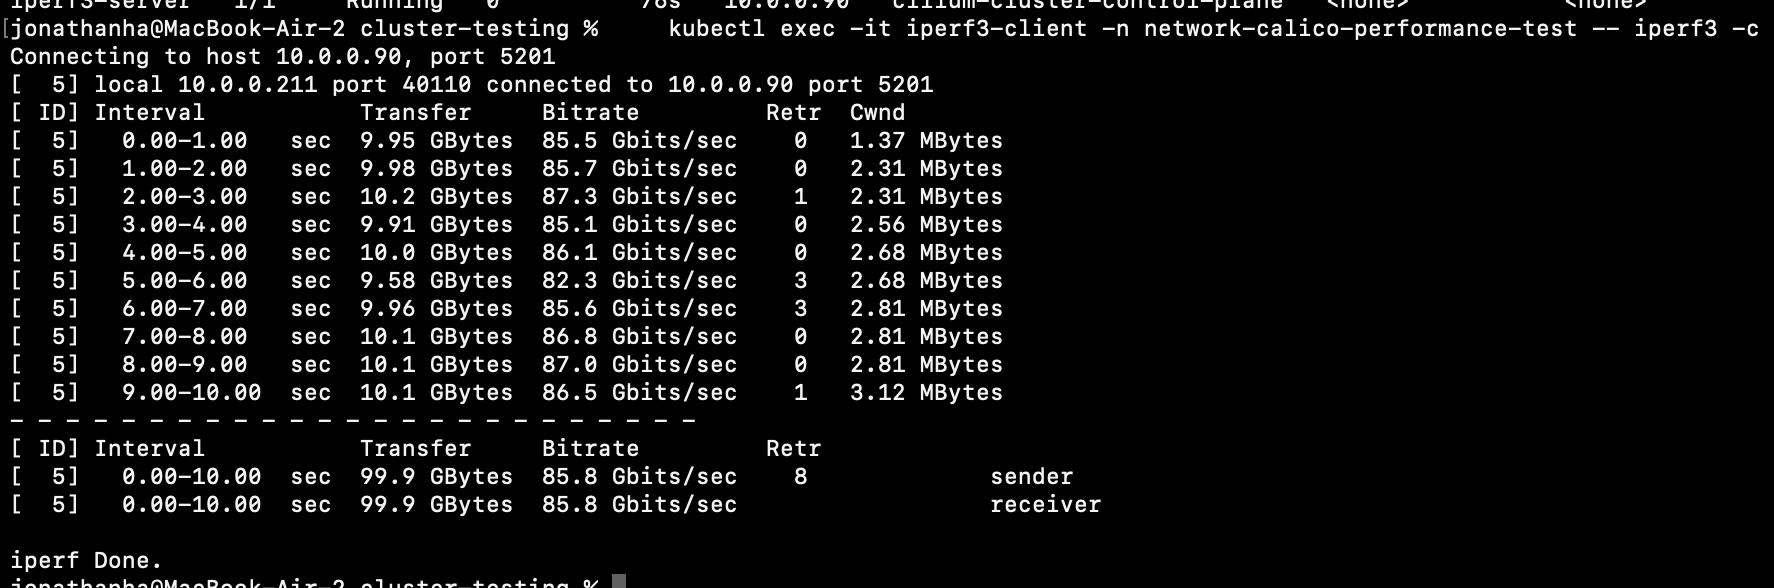 iperf3-server 1/1 Running 0 78s 10.0.0.90 cilium-cluster-control-plane <none> <none>
[jonathanha@MacBook-Air-2 cluster-testing % kubectl exec -it iperf3-client -n network-calico-performance-test -- iperf3 -c
Connecting to host 10.0.0.90, port 5201
[  5] local 10.0.0.211 port 40110 connected to 10.0.0.90 port 5201
[ ID] Interval Transfer Bitrate Retr Cwnd
[  5] 0.00-1.00 sec 9.95 GBytes 85.5 Gbits/sec 0 1.37 MBytes
[  5] 1.00-2.00 sec 9.98 GBytes 85.7 Gbits/sec 0 2.31 MBytes
[  5] 2.00-3.00 sec 10.2 GBytes 87.3 Gbits/sec 1 2.31 MBytes
[  5] 3.00-4.00 sec 9.91 GBytes 85.1 Gbits/sec 0 2.56 MBytes
[  5] 4.00-5.00 sec 10.0 GBytes 86.1 Gbits/sec 0 2.68 MBytes
[  5] 5.00-6.00 sec 9.58 GBytes 82.3 Gbits/sec 3 2.68 MBytes
[  5] 6.00-7.00 sec 9.96 GBytes 85.6 Gbits/sec 3 2.81 MBytes
[  5] 7.00-8.00 sec 10.1 GBytes 86.8 Gbits/sec 0 2.81 MBytes
[  5] 8.00-9.00 sec 10.1 GBytes 87.0 Gbits/sec 0 2.81 MBytes
[  5] 9.00-10.00 sec 10.1 GBytes 86.5 Gbits/sec 1 3.12 MBytes
- - - - - - - - - - - - - - - - - - - - - - - - -
[ ID] Interval Transfer Bitrate Retr
[  5] 0.00-10.00 sec 99.9 GBytes 85.8 Gbits/sec 8 sender
[  5] 0.00-10.00 sec 99.9 GBytes 85.8 Gbits/sec receiver
iperf Done.
jonathanha@MacBook-Air-2 cluster-testing %